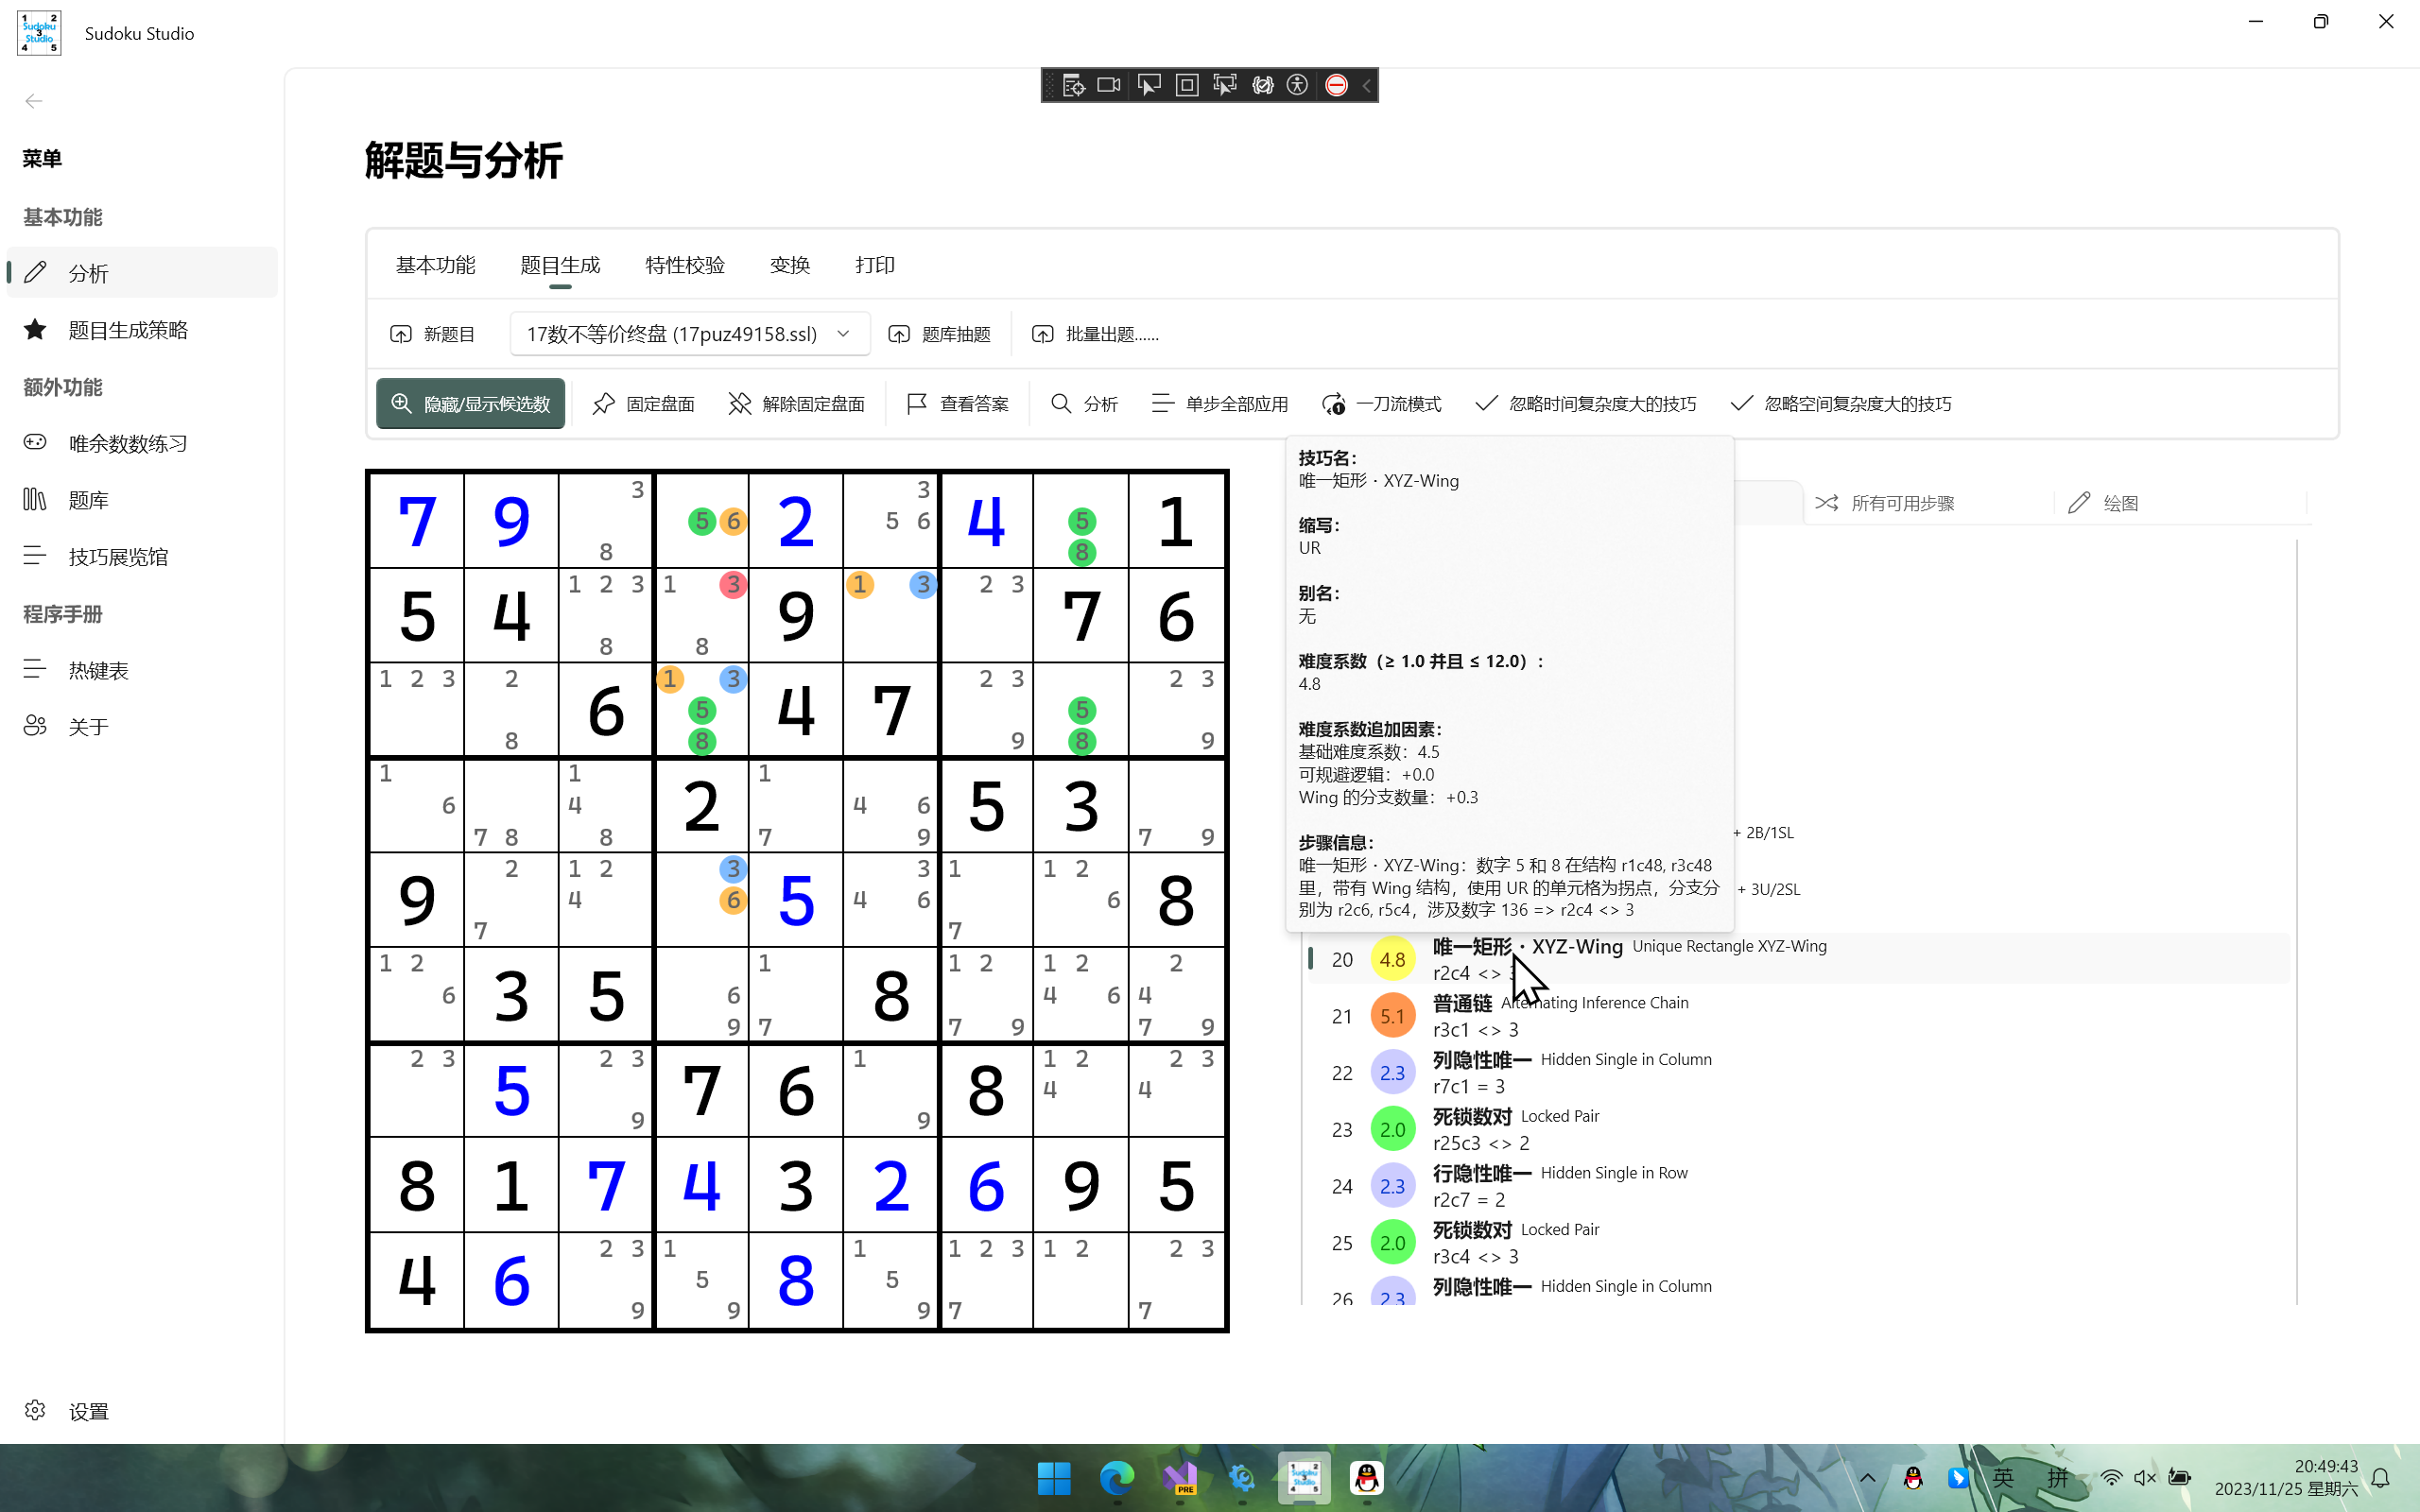 1 2
Sudoku
3
Studio
4 5
Sudoku Studio
菜单
基本功能
分析
题目生成策略
额外功能
唯余数数练习
题库
技巧展览馆
程序手册
热键表
关于
设置
解题与分析
基本功能 题目生成 特性校验 变换 打印
新题目 17数不等价终盘 (17puz49158.ssl) 题库抽题 批量出题......
隐藏/显示候选数 固定盘面 解除固定盘面 查看答案 分析 单步全部应用 一刀流模式 忽略时间复杂度大的技巧 忽略空间复杂度大的技巧
3 3
7 9 5 6 2 5 6 4 5 1
8 8
1 2 3 1 3 1 3 2 3
5 4 9 7 6
8 8
1 2 3 2 1 3 2 3 2 3
6 5 4 7 5
8 8 9 8 9
1 1 1
6 4 2 4 6 5 3
7 8 8 7 9 7 9
2 1 2 3 3 1 1 2
9 4 6 5 4 6 6 8
7 7
1 2 1 1 2 1 2 2
6 3 5 6 8 4 6 4
9 7 7 9 7 9
2 3 2 3 1 1 2 2 3
5 7 6 8 4 4
9 9
8 1 7 4 3 2 6 9 5
2 3 1 1 1 2 3 1 2 2 3
4 6 5 8 5
9 9 9 7 7
技巧名：
唯一矩形 · XYZ-Wing
缩写：
UR
别名：
无
难度系数（≥ 1.0 并且 ≤ 12.0）：
4.8
难度系数追加因素：
基础难度系数：4.5
可规避逻辑：+0.0
Wing 的分支数量：+0.3
步骤信息：
唯一矩形 · XYZ-Wing：数字 5 和 8 在结构 r1c48, r3c48
里，带有 Wing 结构，使用 UR 的单元格为拐点，分支分
别为 r2c6, r5c4，涉及数字 136 => r2c4 <> 3
所有可用步骤 绘图
+ 2B/1SL
+ 3U/2SL
20 4.8 唯一矩形 · XYZ-Wing Unique Rectangle XYZ-Wing
r2c4 <> 3
21 5.1 普通链 Alternating Inference Chain
r3c1 <> 3
22 2.3 列隐性唯一 Hidden Single in Column
r7c1 = 3
23 2.0 死锁数对 Locked Pair
r25c3 <> 2
24 2.3 行隐性唯一 Hidden Single in Row
r2c7 = 2
25 2.0 死锁数对 Locked Pair
r3c4 <> 3
26 2.3 列隐性唯一 Hidden Single in Column
PRE
英 拼
20:49:43
2023/11/25 星期六